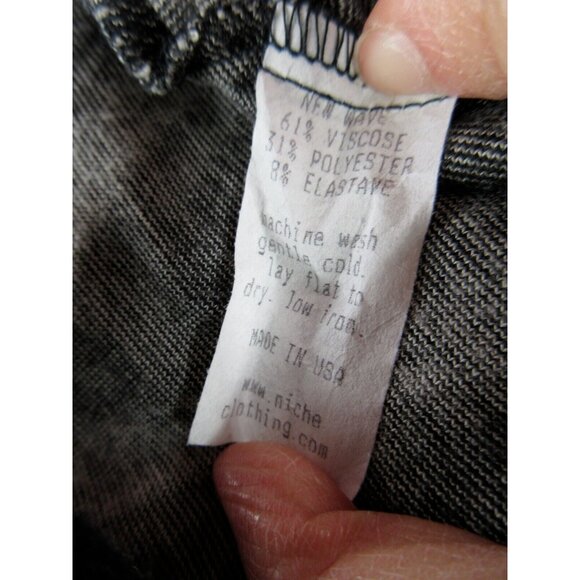 NEW WAVE
61% VISCOSE
31% POLYESTER
8% ELASTANE
machine wash
gentle cold.
lay flat to
dry. low iron.
MADE IN USA
www.niche
clothing.com